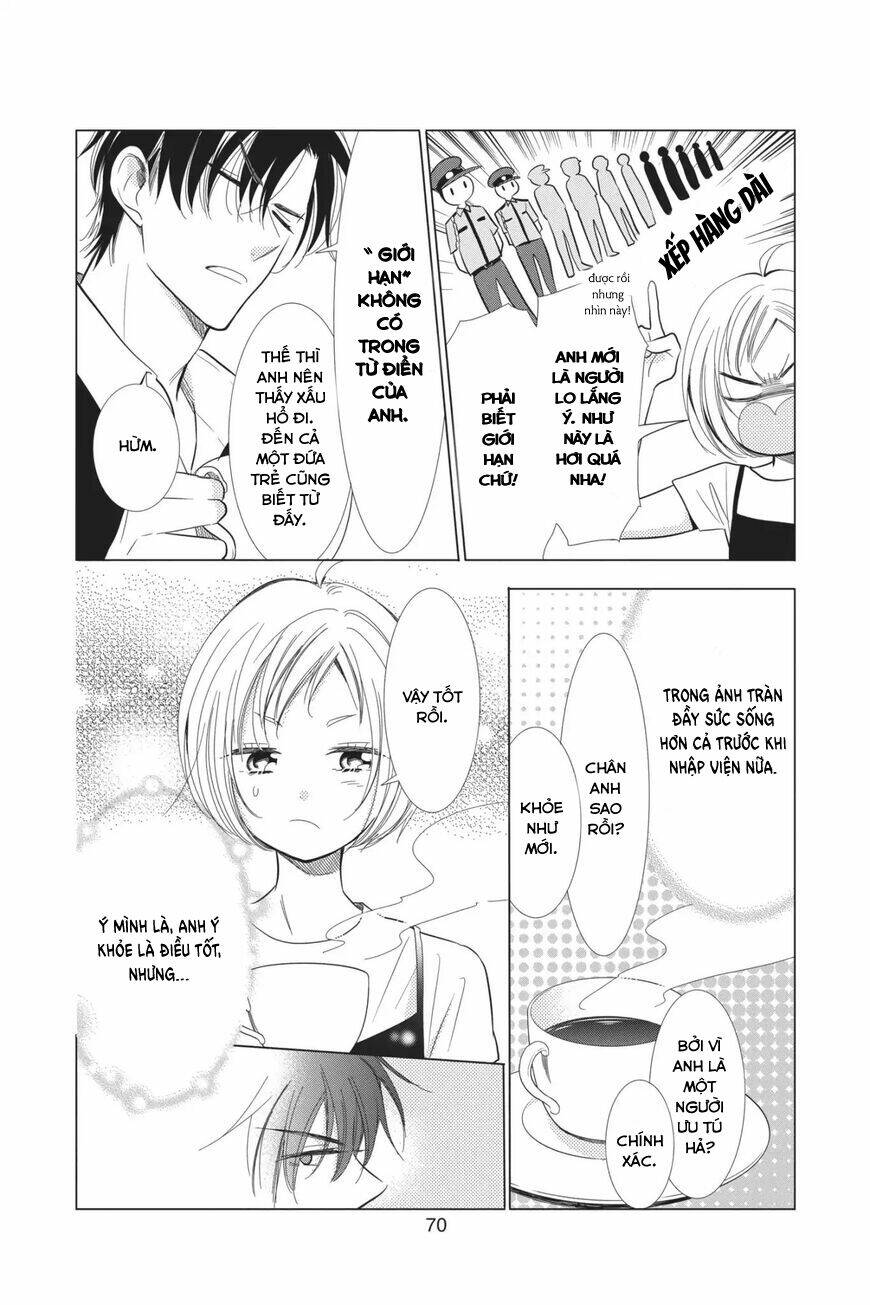 XẾP HÀNG DÀI
được rồi
nhưng
nhìn này!
ANH MỚI
LÀ NGƯỜI
LO LẮNG
Ý. NHƯ
NÀY LÀ
HƠI QUÁ
NHA!
PHẢI
BIẾT
GIỚI
HẠN
CHỨ!
“ GIỚI
HẠN”
KHÔNG
CÓ
TRONG
TỪ ĐIỂN
CỦA
ANH.
THẾ THÌ
ANH NÊN
THẤY XẤU
HỔ ĐI.
ĐẾN CẢ
MỘT ĐỨA
TRẺ CŨNG
BIẾT TỪ
ĐẤY.
HỪM.
TRONG ẢNH TRÀN
ĐẦY SỨC SỐNG
HƠN CẢ TRƯỚC KHI
NHẬP VIỆN NỮA.
CHÂN
ANH
SAO
RỒI?
KHỎE
NHƯ
MỚI.
BỞI VÌ
ANH LÀ
MỘT
NGƯỜI
ƯU TÚ
HẢ?
CHÍNH
XÁC.
VẬY TỐT
RỒI.
Ý MÌNH LÀ, ANH Ý
KHỎE LÀ ĐIỀU TỐT,
NHƯNG...
70